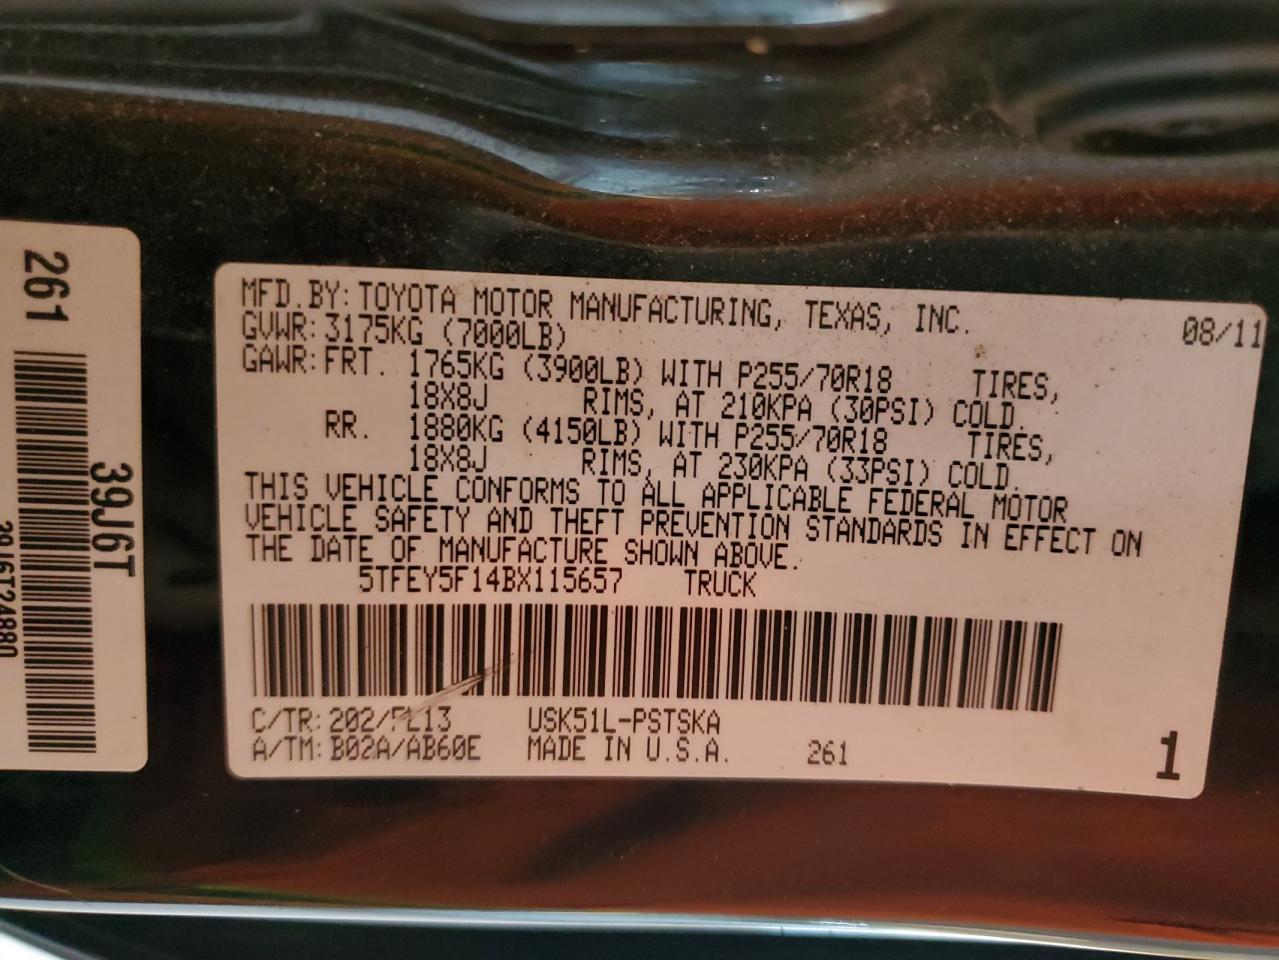 261
39J6T
39J6T24880
MFD.BY:TOYOTA MOTOR MANUFACTURING, TEXAS, INC. 08/11
GVWR:3175KG (7000LB)
GAWR:FRT. 1765KG (3900LB) WITH P255/70R18 TIRES,
18X8J RIMS, AT 210KPA (30PSI) COLD.
RR. 1880KG (4150LB) WITH P255/70R18 TIRES,
18X8J RIMS, AT 230KPA (33PSI) COLD.
THIS VEHICLE CONFORMS TO ALL APPLICABLE FEDERAL MOTOR
VEHICLE SAFETY AND THEFT PREVENTION STANDARDS IN EFFECT ON
THE DATE OF MANUFACTURE SHOWN ABOVE.
5TFEY5F14BX115657 TRUCK
C/TR:202/FL13 USK51L-PSTSKA
A/TM:B02A/AB60E MADE IN U.S.A. 261
1